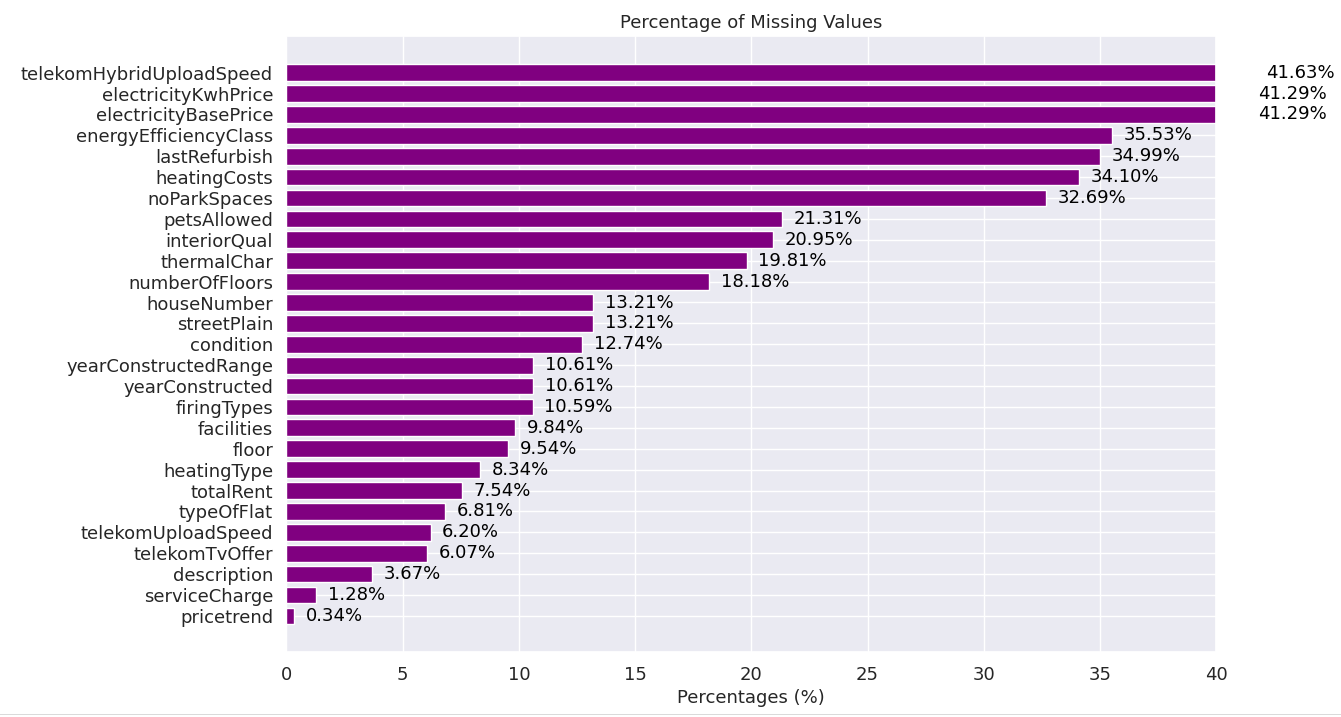 Percentage of Missing Values
telekomHybridUploadSpeed 41.63%
electricityKwhPrice 41.29%
electricityBasePrice 41.29%
energyEfficiencyClass 35.53%
lastRefurbish 34.99%
heatingCosts 34.10%
noParkSpaces 32.69%
petsAllowed 21.31%
interiorQual 20.95%
thermalChar 19.81%
numberOfFloors 18.18%
houseNumber 13.21%
streetPlain 13.21%
condition 12.74%
yearConstructedRange 10.61%
yearConstructed 10.61%
firingTypes 10.59%
facilities 9.84%
floor 9.54%
heatingType 8.34%
totalRent 7.54%
typeOfFlat 6.81%
telekomUploadSpeed 6.20%
telekomTvOffer 6.07%
description 3.67%
serviceCharge 1.28%
pricetrend 0.34%
0 5 10 15 20 25 30 35 40
Percentages (%)